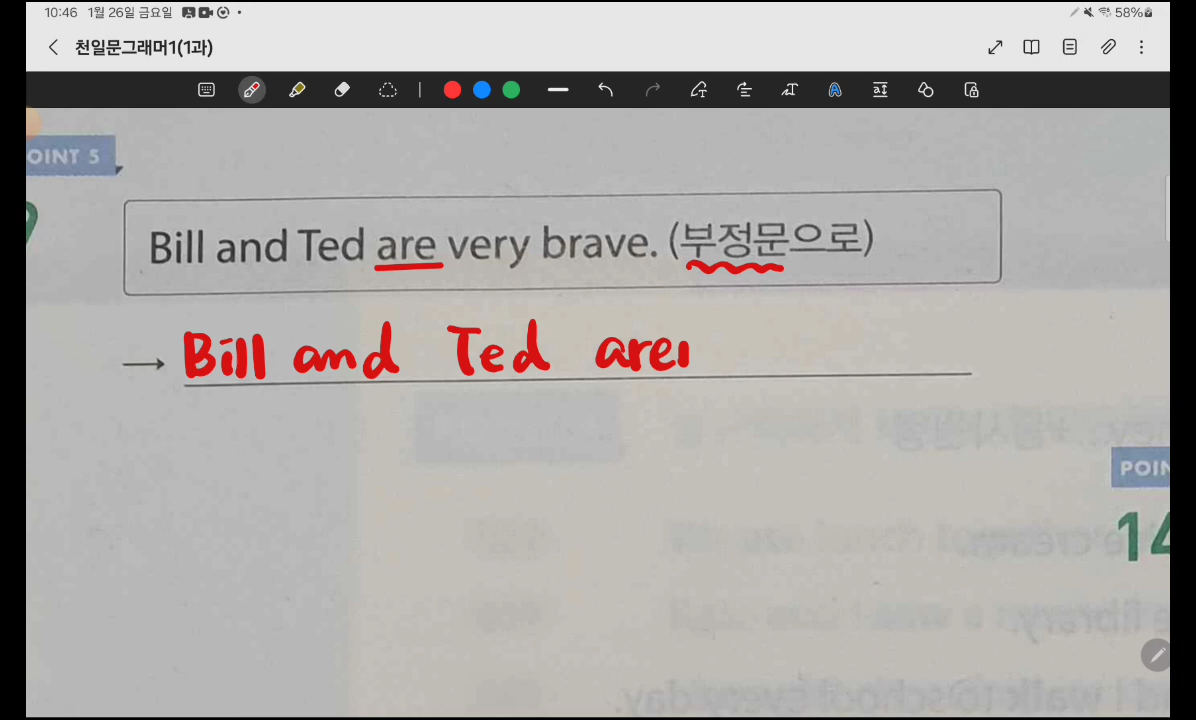 10:46 1월 26일 금요일 58%
천일문그래머1(1과)
OINT 5
Bill and Ted are very brave. (부정문으로)
→ Bill and Ted are
POIN
14